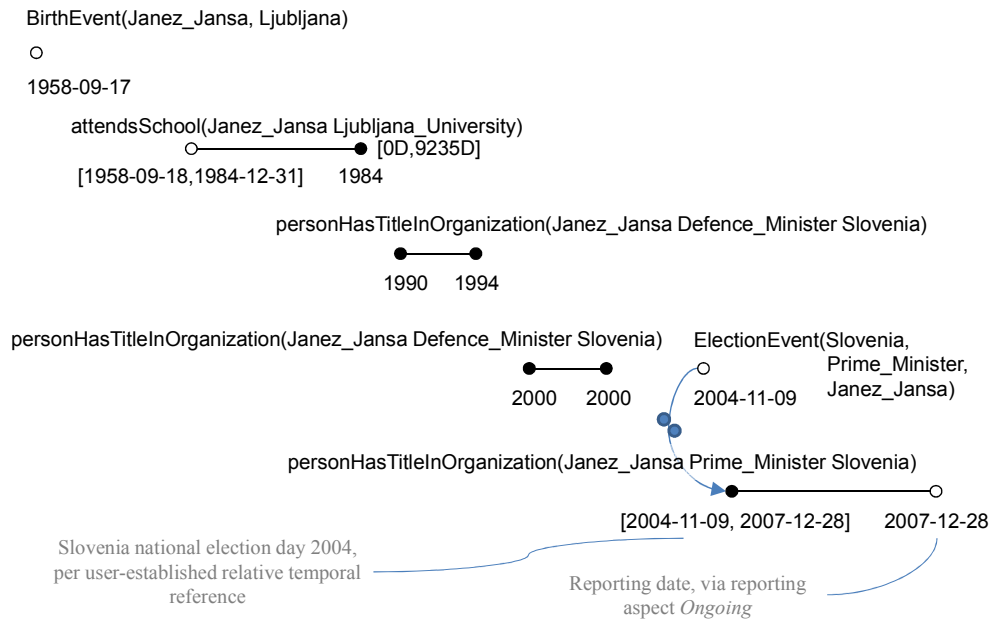 BirthEvent(Janez_Jansa, Ljubljana)
1958-09-17
attendsSchool(Janez_Jansa Ljubljana_University)
[0D,9235D]
[1958-09-18,1984-12-31] 1984
personHasTitleInOrganization(Janez_Jansa Defence_Minister Slovenia)
1990 1994
personHasTitleInOrganization(Janez_Jansa Defence_Minister Slovenia)
2000 2000
ElectionEvent(Slovenia,
Prime_Minister,
Janez_Jansa)
2004-11-09
personHasTitleInOrganization(Janez_Jansa Prime_Minister Slovenia)
[2004-11-09, 2007-12-28] 2007-12-28
Slovenia national election day 2004,
per user-established relative temporal
reference
Reporting date, via reporting
aspect Ongoing